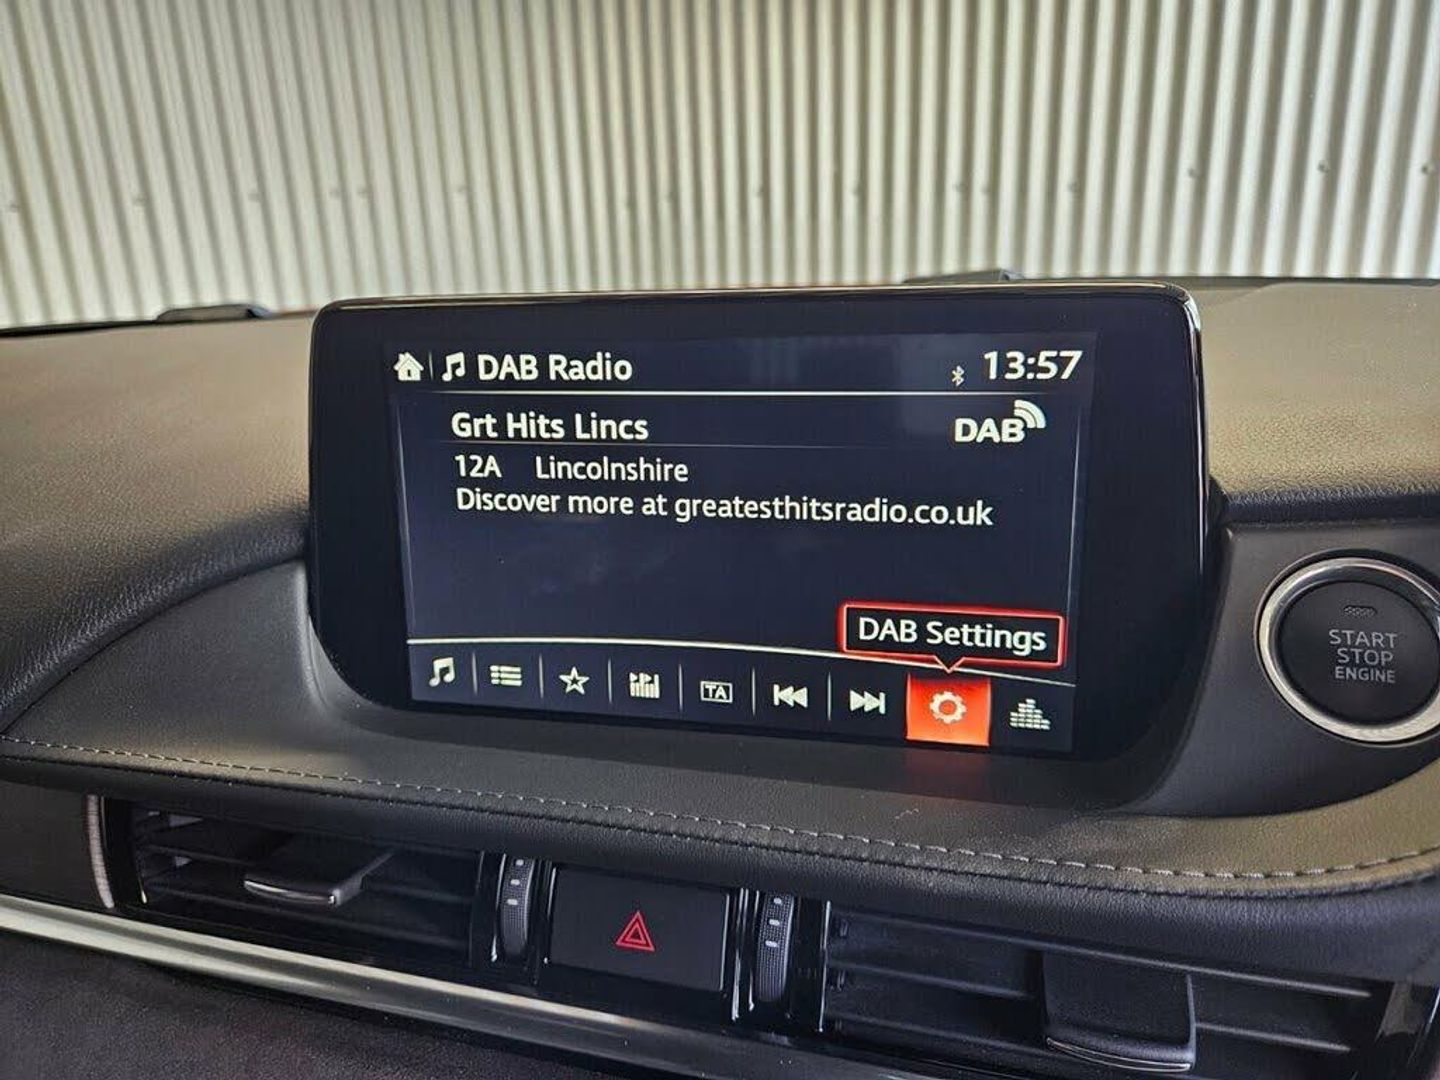 DAB Radio 13:57
Grt Hits Lincs DAB
12A Lincolnshire
Discover more at greatesthitsradio.co.uk
DAB Settings
TA
START
STOP
ENGINE